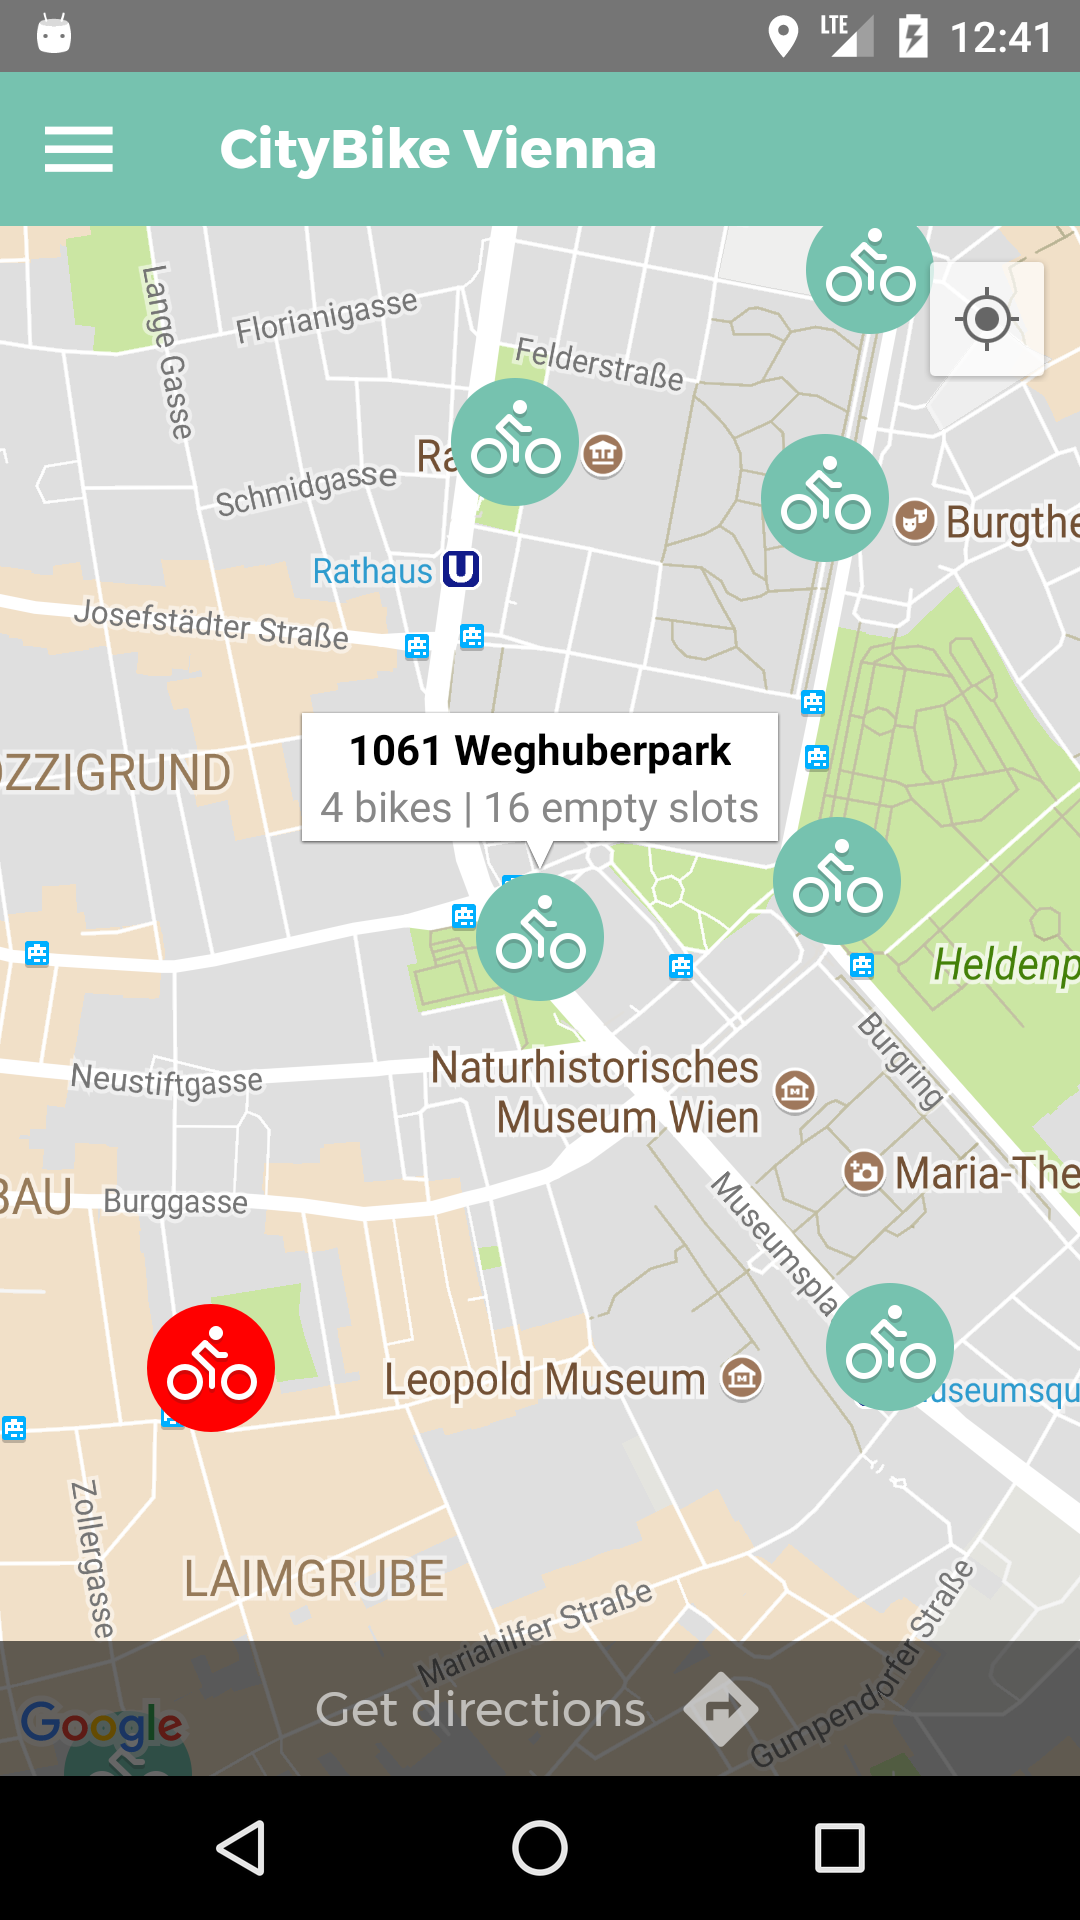 LTE 12:41
CityBike Vienna
Lange Gasse
Florianigasse
Felderstraße
Ra
Schmidgasse
Burgthe
Rathaus U
Josefstädter Straße
1061 Weghuberpark
4 bikes | 16 empty slots
OZZIGRUND
Heldenp
Burgring
Naturhistorisches
Museum Wien
Neustiftgasse
Maria-The
BAU
Burggasse
Museumspla
Leopold Museum
useumsqu
Zollergasse
LAIMGRUBE
Mariahilfer Straße
Gumpendorfer Straße
Get directions
Google